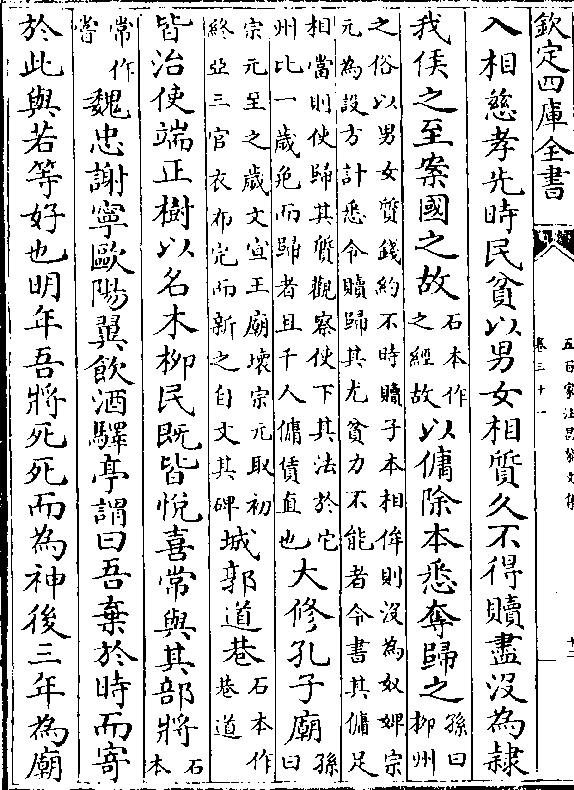 欽定四庫全書
五百家注昌黎文集
卷三十一
十二
入相慈孝先時民貧以男女相質久不得贖盡没為𨽻
我侯之至案國之故石本作之經故以傭除本悉奪歸之孫曰柳州
之俗以男女質錢約不時贖子本相侔則没為奴婢宗
元為設方計悉令贖歸其尤貧力不能者令書其傭足
相當則使歸其質觀察使下其法於它
州比一歲免而歸者且千人傭賃直也大修孔子廟孫曰
宗元至之歲文宣王廟壞宗元取初
終亞三官衣布完而新之自文其碑城郭道巷石本作巷道
皆治使端正樹以名木柳民既皆悅喜常與其部將石本
常作嘗魏忠謝寧歐陽翼飲酒驛亭謂曰吾棄於時而寄
於此與若等好也明年吾將死死而為神後三年為廟